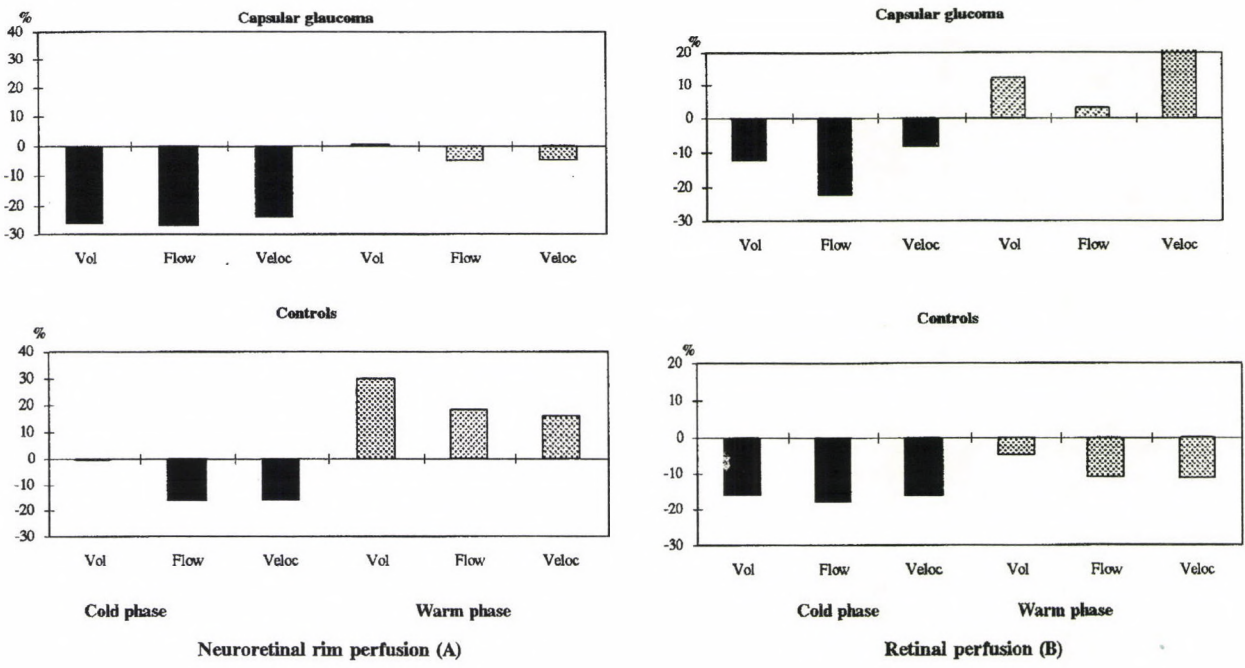 Capsular glaucoma
%
40
30
20
10
0
-10
-20
-30
Vol Flow Veloc Vol Flow Veloc
Controls
%
40
30
20
10
0
-10
-20
-30
Vol Flow Veloc Vol Flow Veloc
Cold phase Warm phase
Neuroretinal rim perfusion (A)
Capsular glucoma
%
20
10
0
-10
-20
-30
Vol Flow Veloc Vol Flow Veloc
Controls
%
20
10
0
-10
-20
-30
Vol Flow Veloc Vol Flow Veloc
Cold phase Warm phase
Retinal perfusion (B)